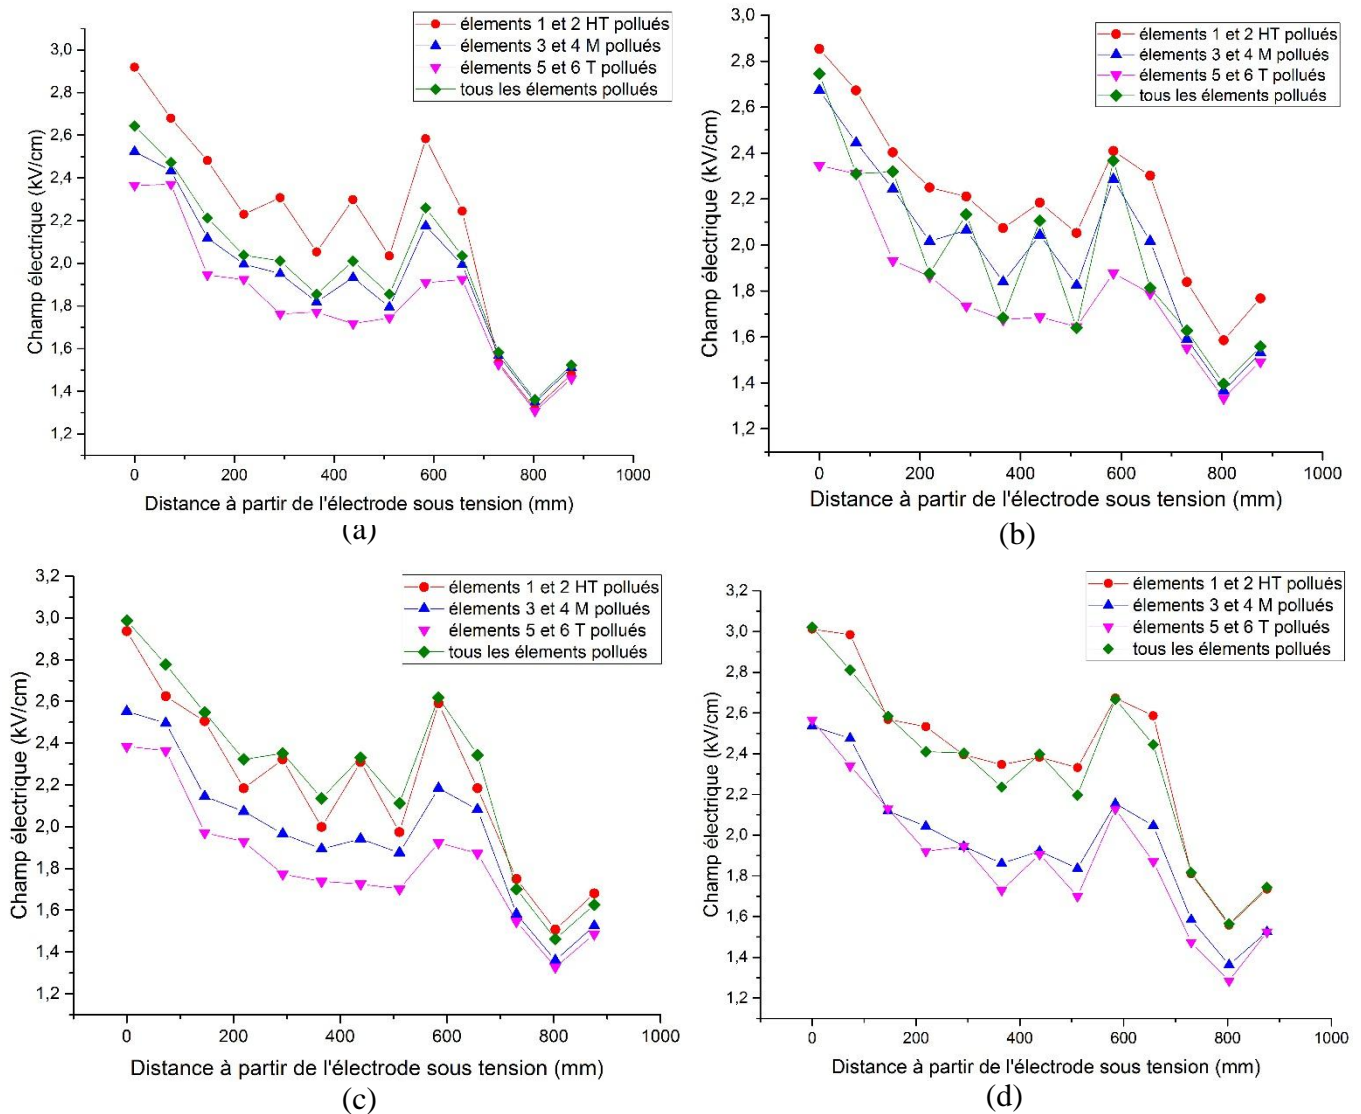 élements 1 et 2 HT pollués
élements 3 et 4 M pollués
élements 5 et 6 T pollués
tous les élements pollués
3,0
2,8
2,6
2,4
2,2
2,0
1,8
1,6
1,4
1,2
Champ électrique (kV/cm)
0 200 400 600 800 1000
Distance à partir de l'électrode sous tension (mm)
(a)
élements 1 et 2 HT pollués
élements 3 et 4 M pollués
élements 5 et 6 T pollués
tous les élements pollués
3,0
2,8
2,6
2,4
2,2
2,0
1,8
1,6
1,4
1,2
Champ électrique (kV/cm)
0 200 400 600 800 1000
Distance à partir de l'électrode sous tension (mm)
(b)
élements 1 et 2 HT pollués
élements 3 et 4 M pollués
élements 5 et 6 T pollués
tous les élements pollués
3,2
3,0
2,8
2,6
2,4
2,2
2,0
1,8
1,6
1,4
1,2
Champ électrique (kV/cm)
0 200 400 600 800 1000
Distance à partir de l'électrode sous tension (mm)
(c)
élements 1 et 2 HT pollués
élements 3 et 4 M pollués
élements 5 et 6 T pollués
tous les élements pollués
3,2
3,0
2,8
2,6
2,4
2,2
2,0
1,8
1,6
1,4
1,2
Champ électrique (kV/cm)
0 200 400 600 800 1000
Distance à partir de l'électrode sous tension (mm)
(d)